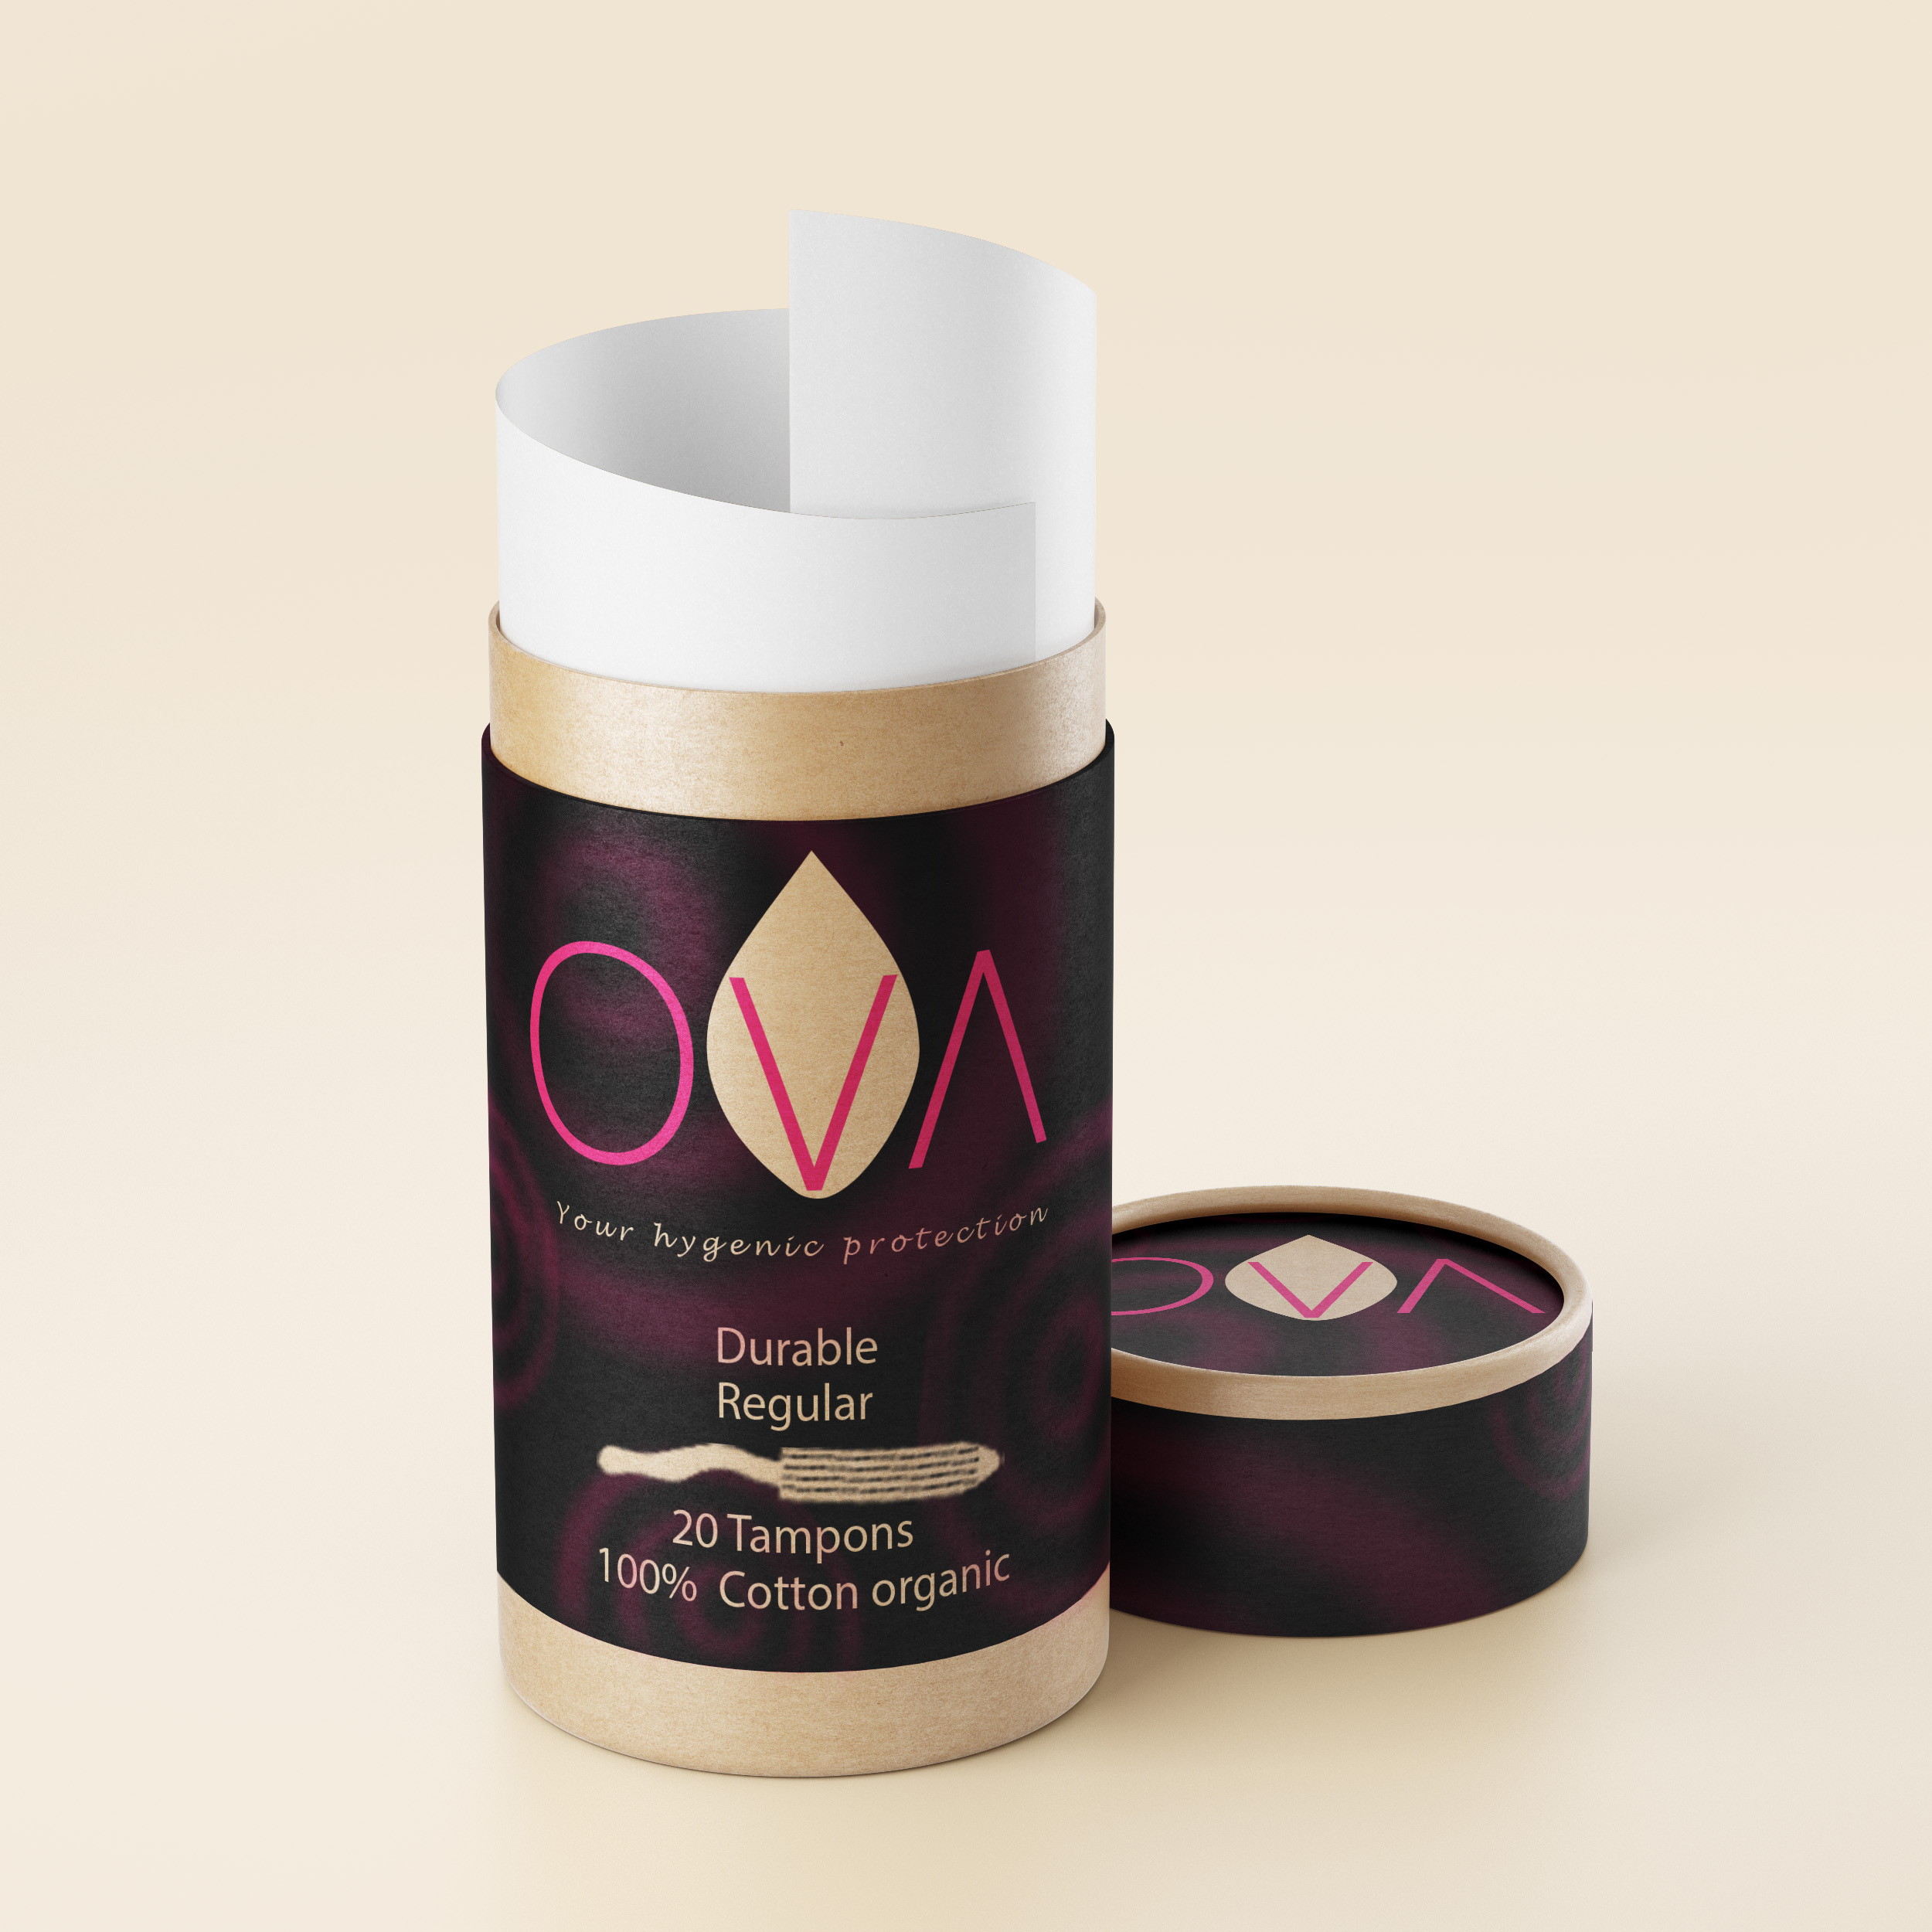 OVA
Your hygenic protection
Durable
Regular
20 Tampons
100% Cotton organic
OVA